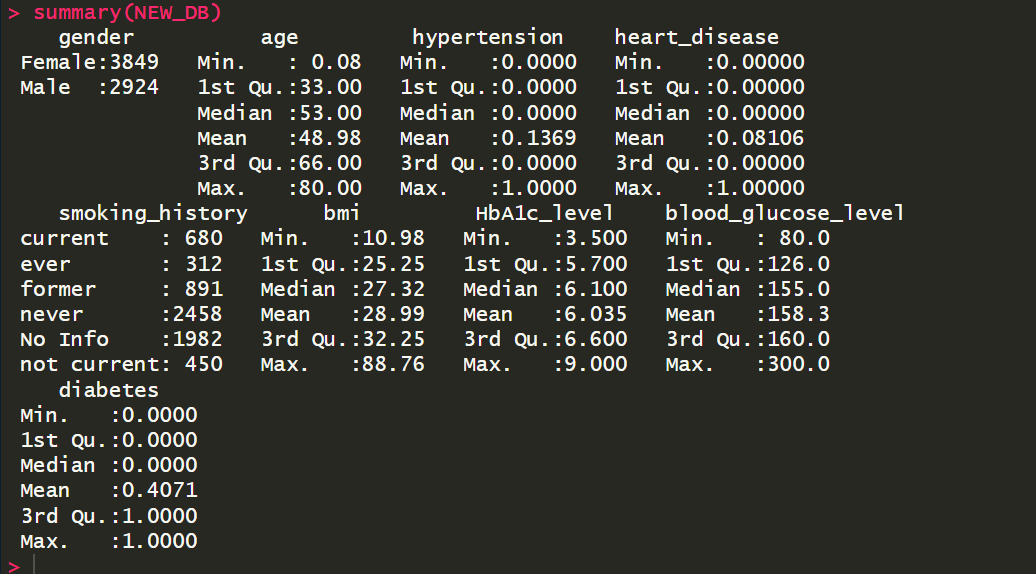 > summary(NEW_DB)
    gender          age          hypertension    heart_disease
 Female:3849   Min.   : 0.08   Min.   :0.0000   Min.   :0.00000
 Male  :2924   1st Qu.:33.00   1st Qu.:0.0000   1st Qu.:0.00000
               Median :53.00   Median :0.0000   Median :0.00000
               Mean   :48.98   Mean   :0.1369   Mean   :0.08106
               3rd Qu.:66.00   3rd Qu.:0.0000   3rd Qu.:0.00000
               Max.   :80.00   Max.   :1.0000   Max.   :1.00000
    smoking_history      bmi         HbA1c_level    blood_glucose_level
 current    : 680   Min.   :10.98   Min.   :3.500   Min.   : 80.0
 ever       : 312   1st Qu.:25.25   1st Qu.:5.700   1st Qu.:126.0
 former     : 891   Median :27.32   Median :6.100   Median :155.0
 never      :2458   Mean   :28.99   Mean   :6.035   Mean   :158.3
 No Info    :1982   3rd Qu.:32.25   3rd Qu.:6.600   3rd Qu.:160.0
 not current: 450   Max.   :88.76   Max.   :9.000   Max.   :300.0
    diabetes
 Min.   :0.0000
 1st Qu.:0.0000
 Median :0.0000
 Mean   :0.4071
 3rd Qu.:1.0000
 Max.   :1.0000
>